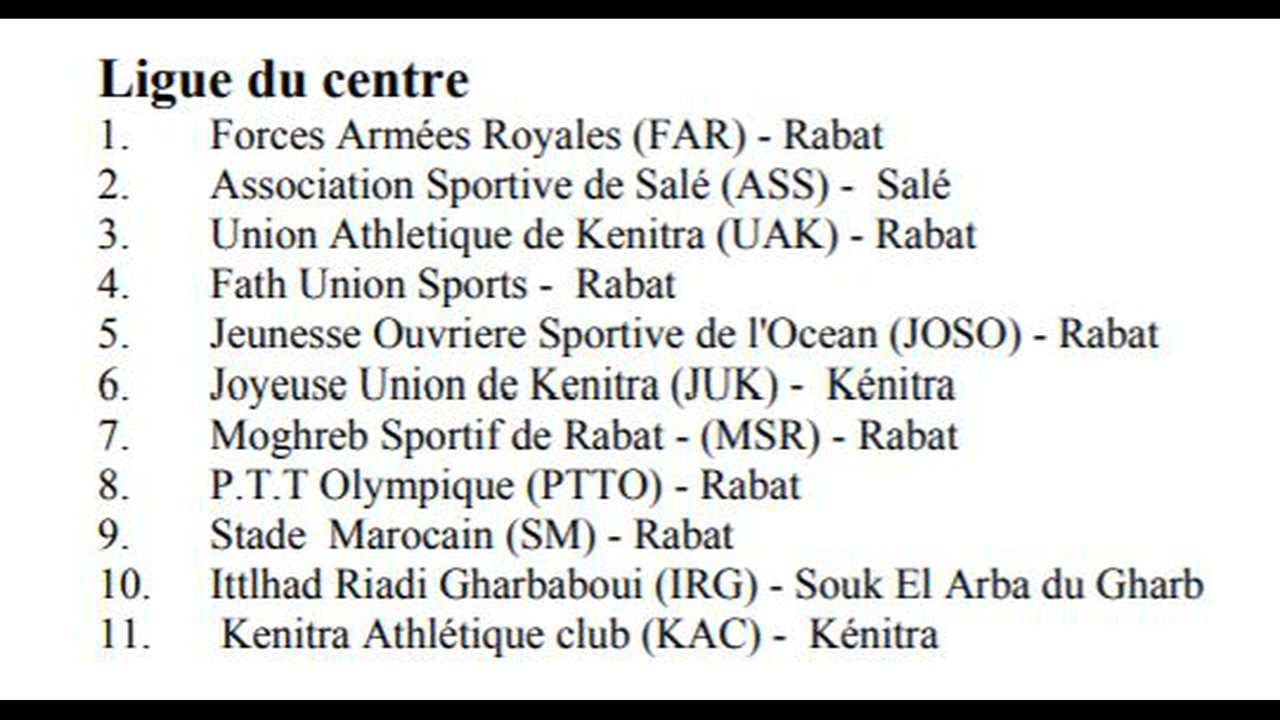 Ligue du centre
1. Forces Armées Royales (FAR) - Rabat
2. Association Sportive de Salé (ASS) - Salé
3. Union Athletique de Kenitra (UAK) - Rabat
4. Fath Union Sports - Rabat
5. Jeunesse Ouvriere Sportive de l'Ocean (JOSO) - Rabat
6. Joyeuse Union de Kenitra (JUK) - Kénitra
7. Moghreb Sportif de Rabat - (MSR) - Rabat
8. P.T.T Olympique (PTTO) - Rabat
9. Stade Marocain (SM) - Rabat
10. Ittlhad Riadi Gharbaboui (IRG) - Souk El Arba du Gharb
11. Kenitra Athlétique club (KAC) - Kénitra